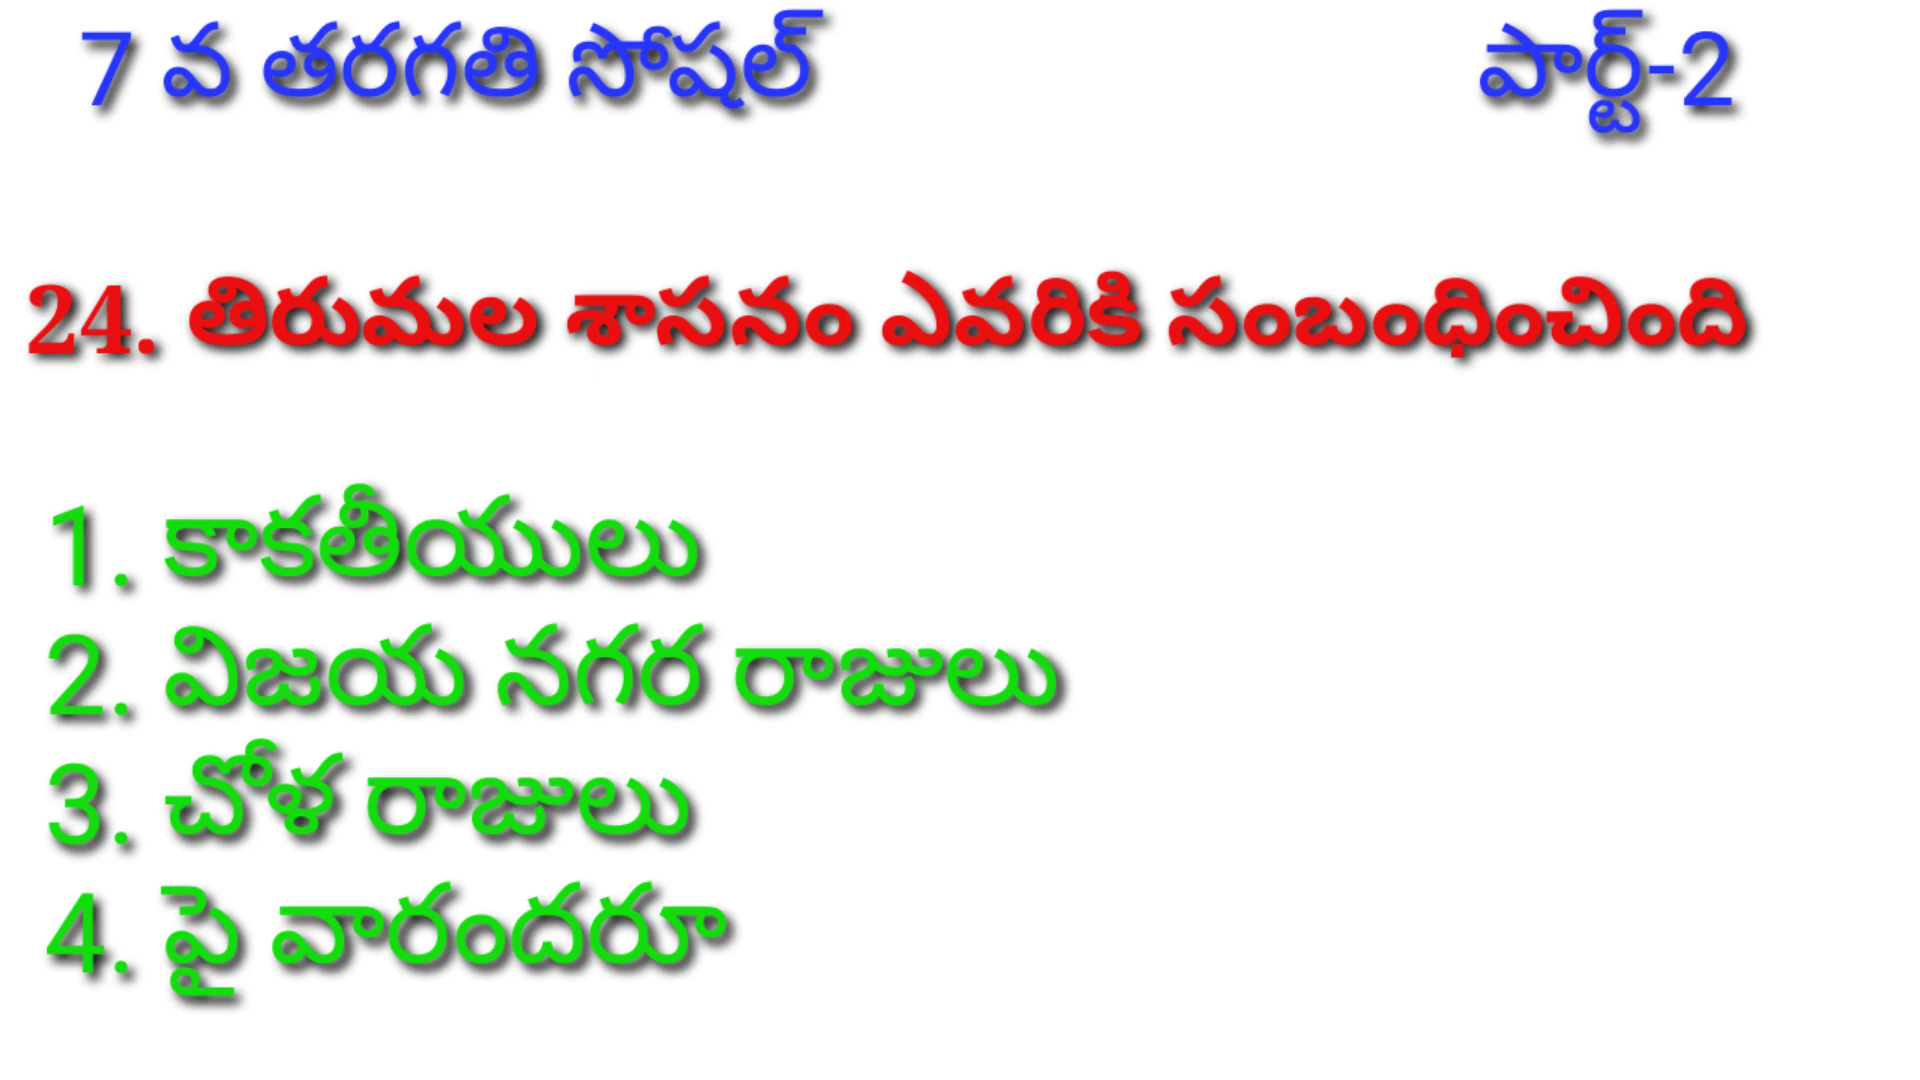 7 వ తరగతి సోషల్ పార్ట్-2
24. తిరుమల శాసనం ఎవరికి సంబంధించింది
1. కాకతీయులు
2. విజయ నగర రాజులు
3. చోళ రాజులు
4. పై వారందరూ